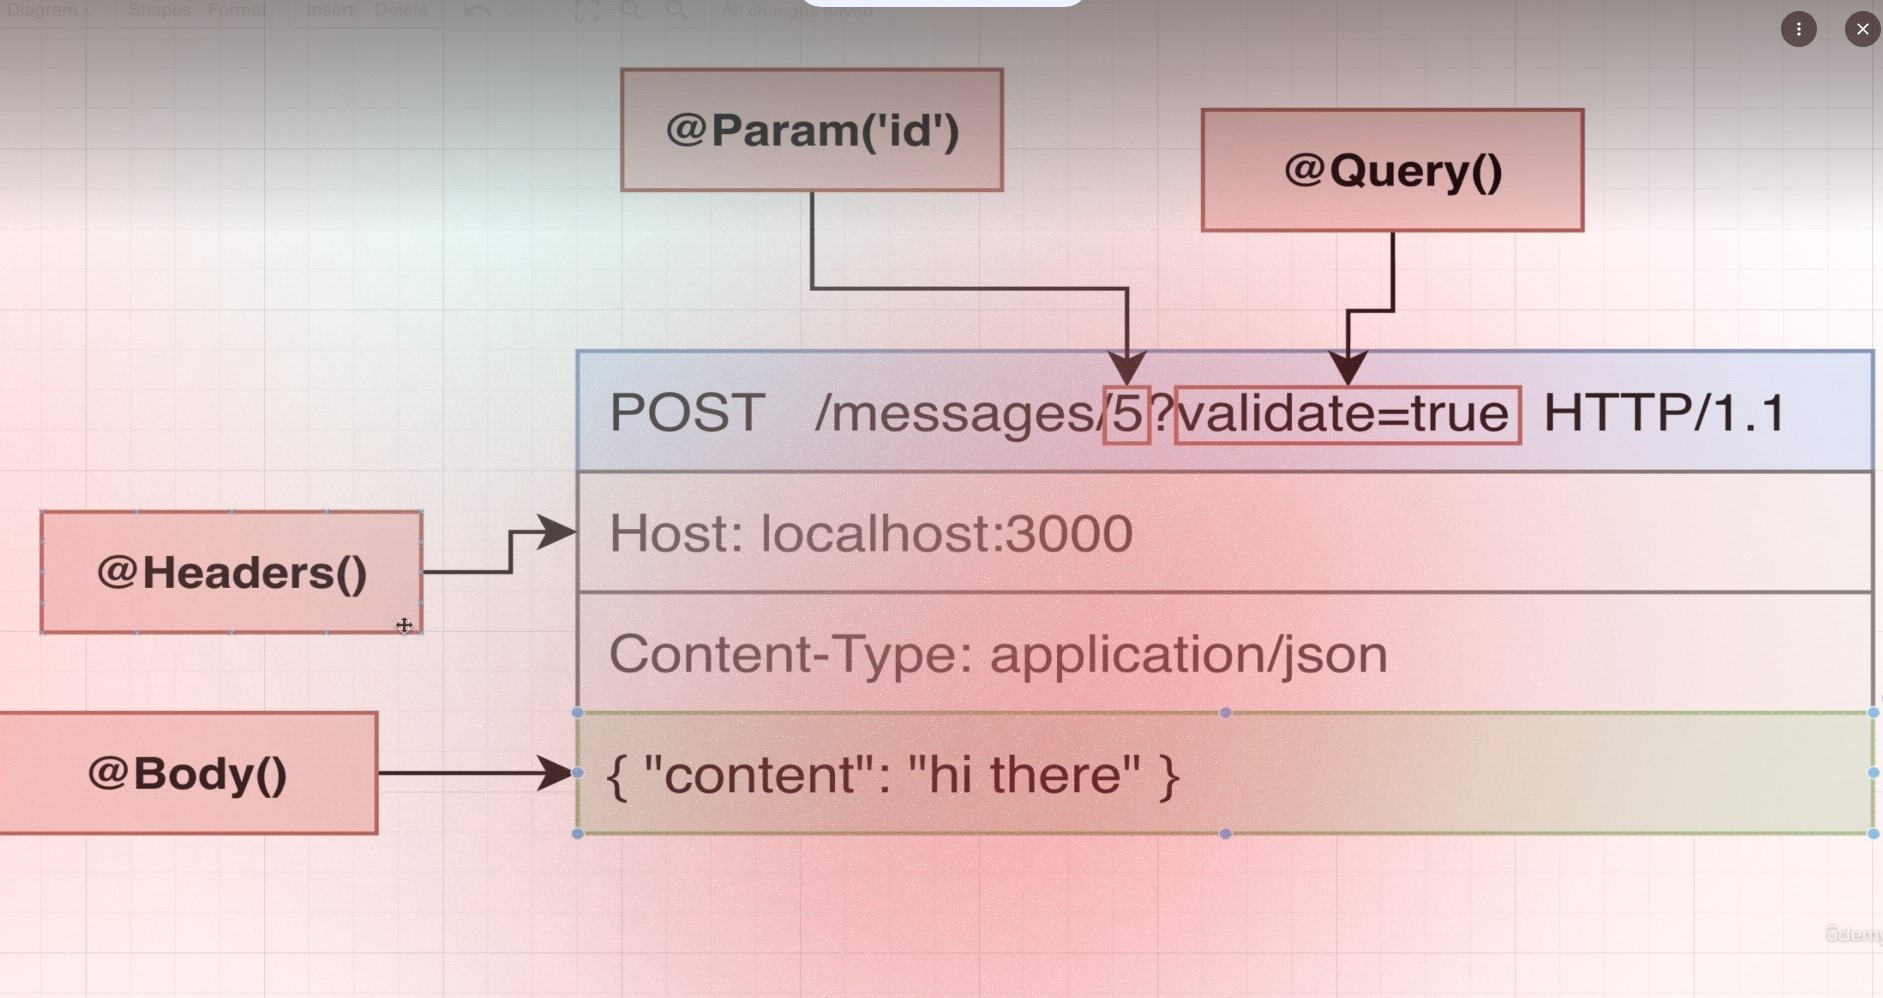 Diagram Shapes Format Insert Delete All changes saved
@Param('id')
@Query()
POST /messages/5?validate=true HTTP/1.1
@Headers()
Host: localhost:3000
Content-Type: application/json
@Body()
{ "content": "hi there" }
Udemy